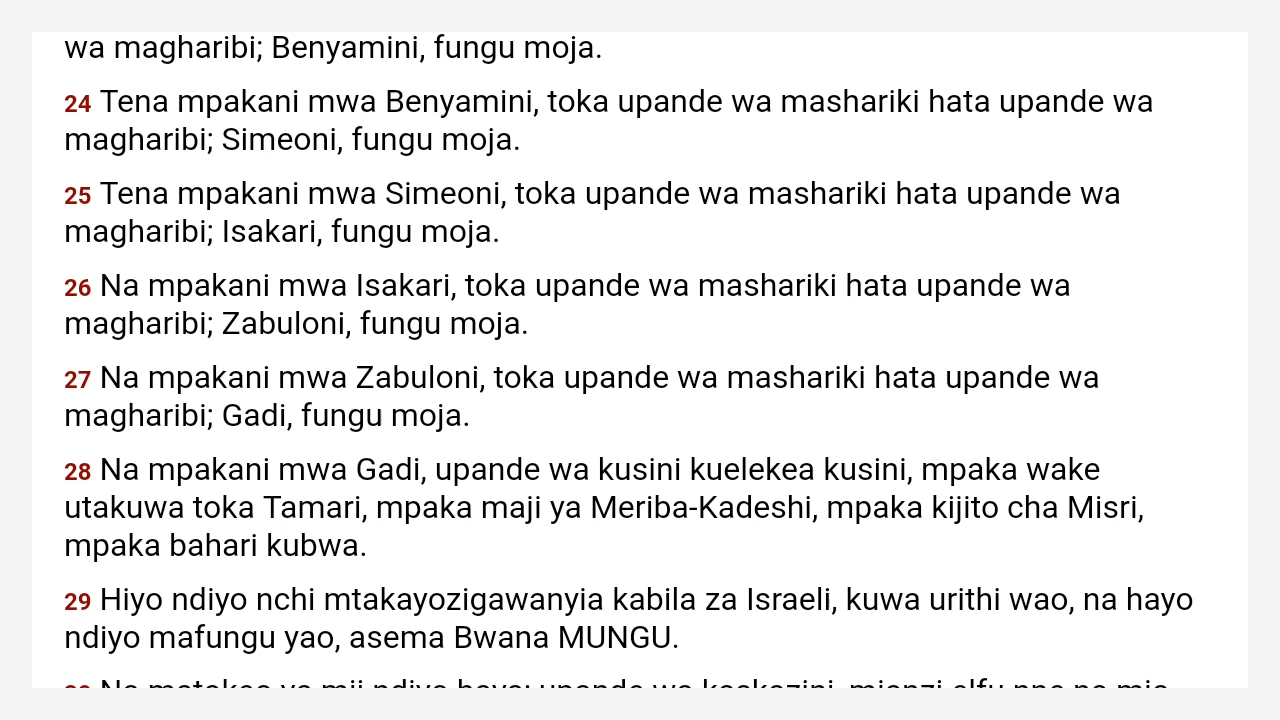 wa magharibi; Benyamini, fungu moja.
24 Tena mpakani mwa Benyamini, toka upande wa mashariki hata upande wa
magharibi; Simeoni, fungu moja.
25 Tena mpakani mwa Simeoni, toka upande wa mashariki hata upande wa
magharibi; Isakari, fungu moja.
26 Na mpakani mwa Isakari, toka upande wa mashariki hata upande wa
magharibi; Zabuloni, fungu moja.
27 Na mpakani mwa Zabuloni, toka upande wa mashariki hata upande wa
magharibi; Gadi, fungu moja.
28 Na mpakani mwa Gadi, upande wa kusini kuelekea kusini, mpaka wake
utakuwa toka Tamari, mpaka maji ya Meriba-Kadeshi, mpaka kijito cha Misri,
mpaka bahari kubwa.
29 Hiyo ndiyo nchi mtakayozigawanyia kabila za Israeli, kuwa urithi wao, na hayo
ndiyo mafungu yao, asema Bwana MUNGU.